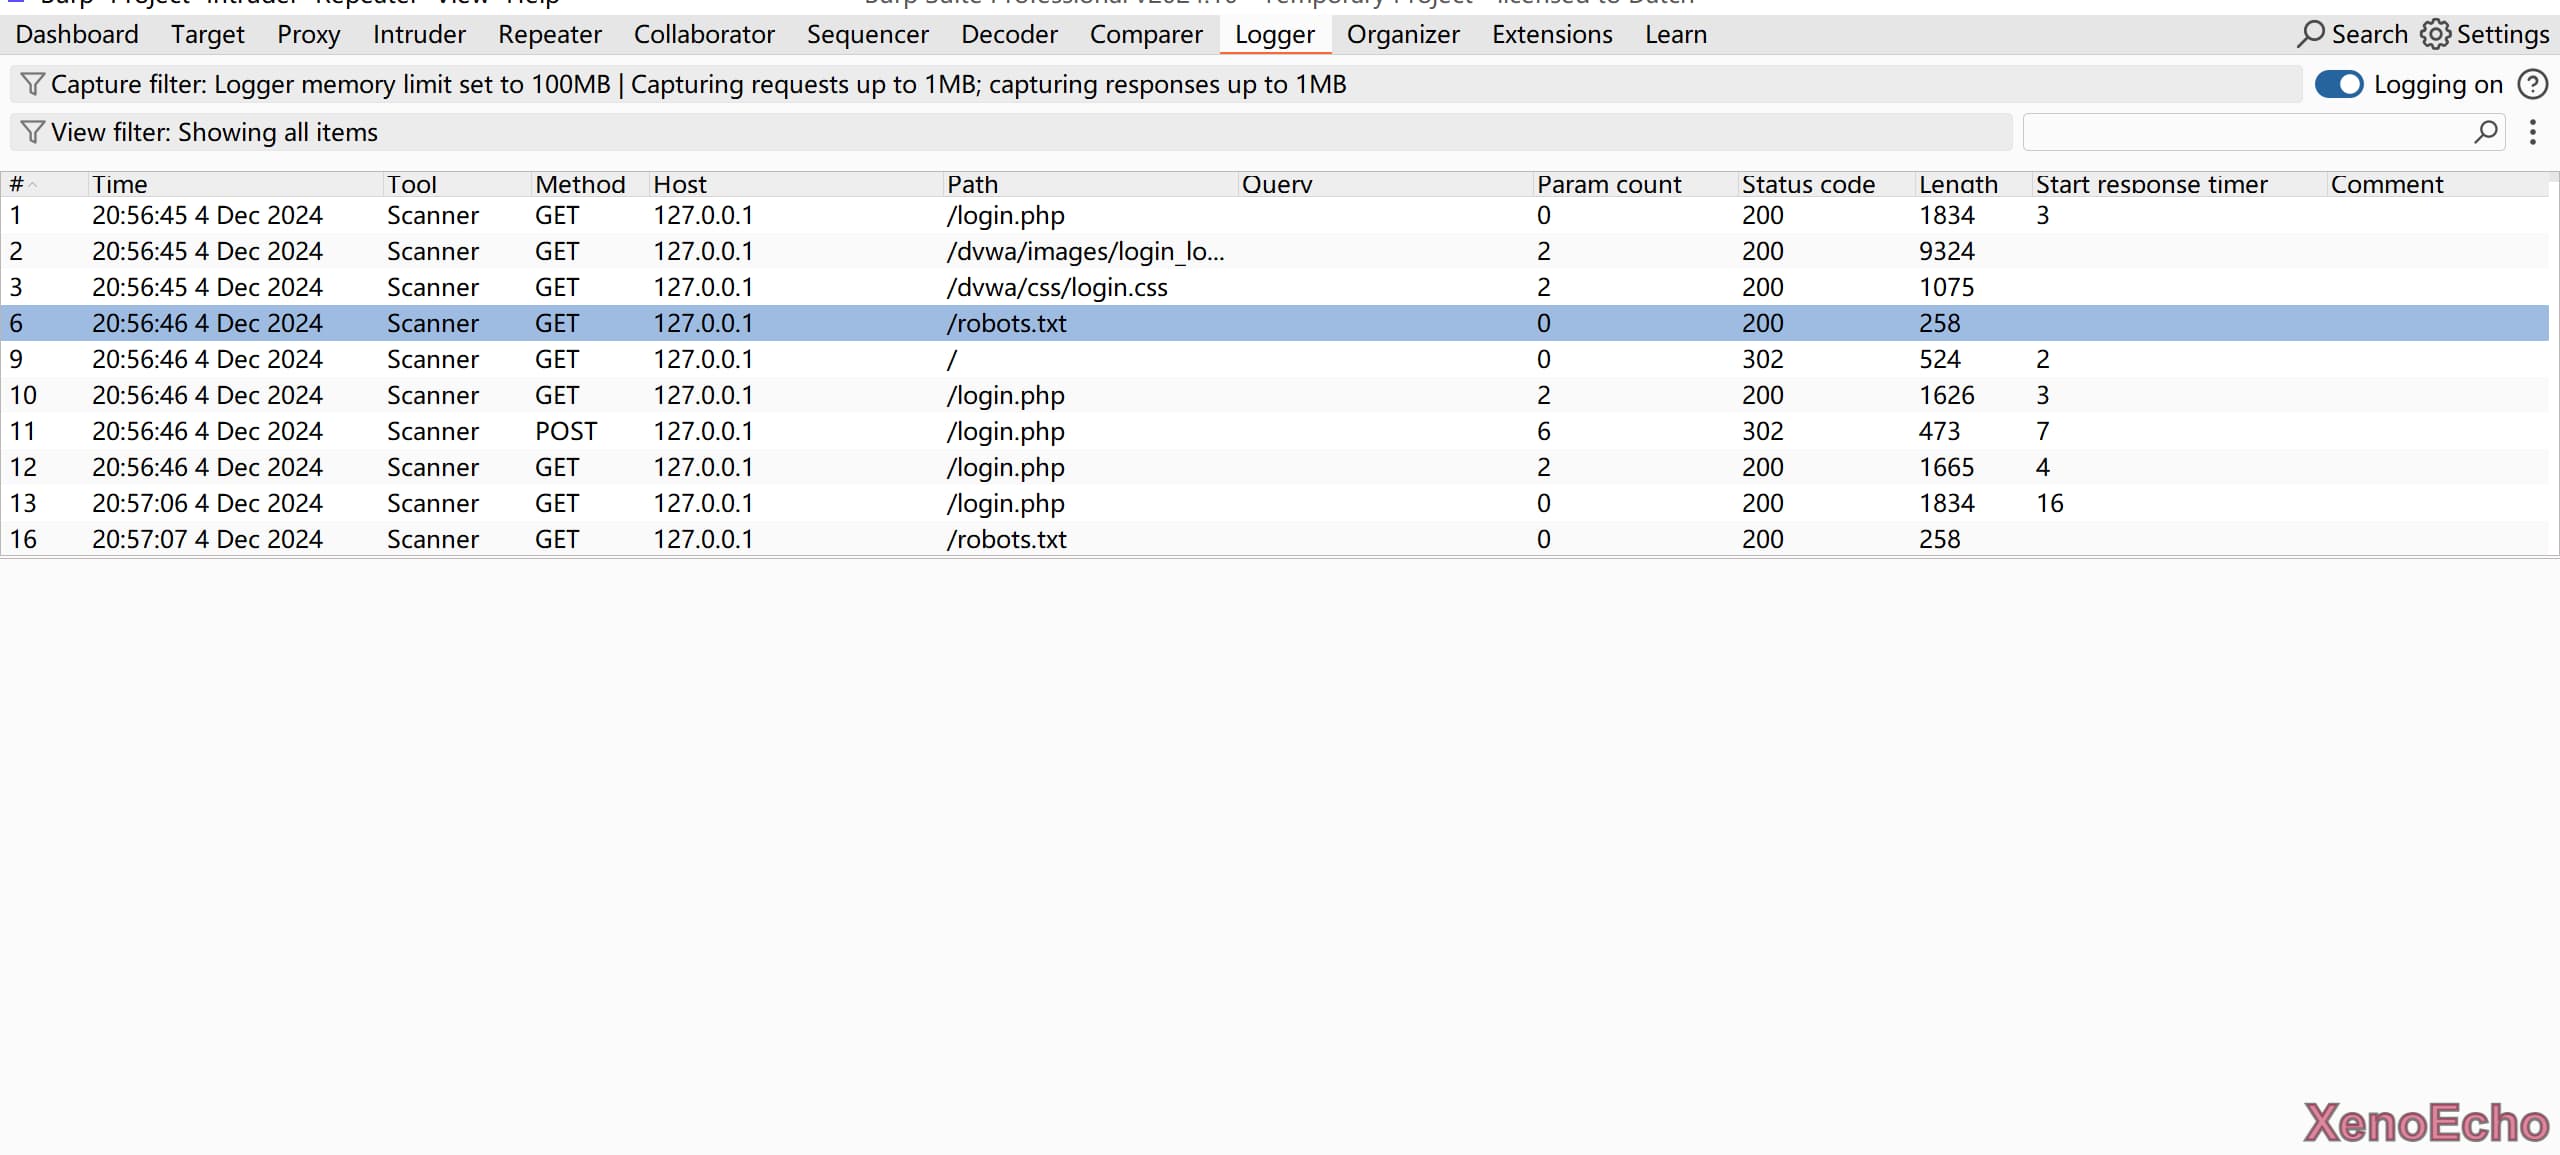 Burp Project Intruder Repeater View Help Burp Suite Professional v2024.10 - Temporary Project - licensed to Dutch
Dashboard Target Proxy Intruder Repeater Collaborator Sequencer Decoder Comparer Logger Organizer Extensions Learn Search Settings
Capture filter: Logger memory limit set to 100MB | Capturing requests up to 1MB; capturing responses up to 1MB Logging on
View filter: Showing all items
# Time Tool Method Host Path Query Param count Status code Length Start response timer Comment
1 20:56:45 4 Dec 2024 Scanner GET 127.0.0.1 /login.php 0 200 1834 3
2 20:56:45 4 Dec 2024 Scanner GET 127.0.0.1 /dvwa/images/login_lo... 2 200 9324
3 20:56:45 4 Dec 2024 Scanner GET 127.0.0.1 /dvwa/css/login.css 2 200 1075
6 20:56:46 4 Dec 2024 Scanner GET 127.0.0.1 /robots.txt 0 200 258
9 20:56:46 4 Dec 2024 Scanner GET 127.0.0.1 / 0 302 524 2
10 20:56:46 4 Dec 2024 Scanner GET 127.0.0.1 /login.php 2 200 1626 3
11 20:56:46 4 Dec 2024 Scanner POST 127.0.0.1 /login.php 6 302 473 7
12 20:56:46 4 Dec 2024 Scanner GET 127.0.0.1 /login.php 2 200 1665 4
13 20:57:06 4 Dec 2024 Scanner GET 127.0.0.1 /login.php 0 200 1834 16
16 20:57:07 4 Dec 2024 Scanner GET 127.0.0.1 /robots.txt 0 200 258
XenoEcho